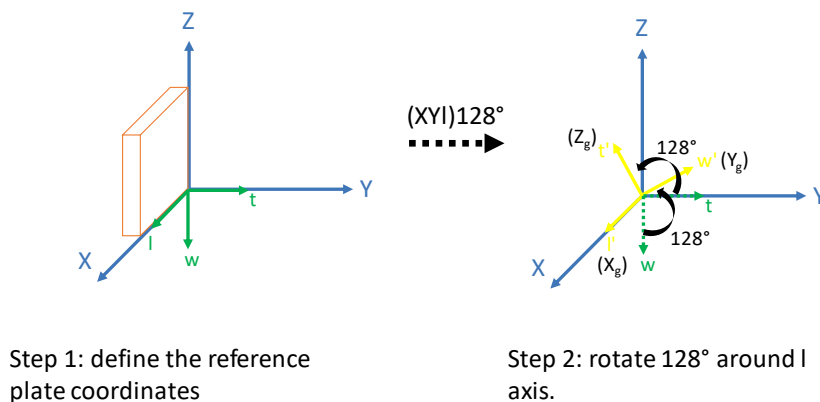 Z
Y
t
l
w
X
(XYl)128°
Z
(Zg)
t'
128°
w'
(Yg)
Y
t
128°
l'
(Xg)
w
X
Step 1: define the reference
plate coordinates
Step 2: rotate 128° around l
axis.